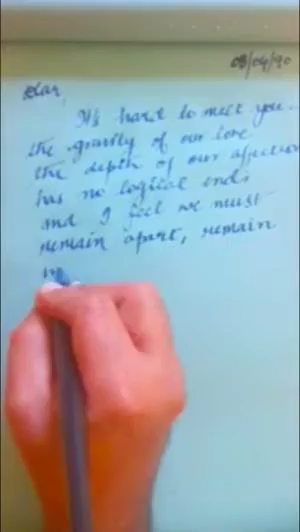 08/04/90
Dear,
It's hard to meet you.
the gravity of our love
the depth of our affection
has no logical ends
and I feel we must
remain apart, remain